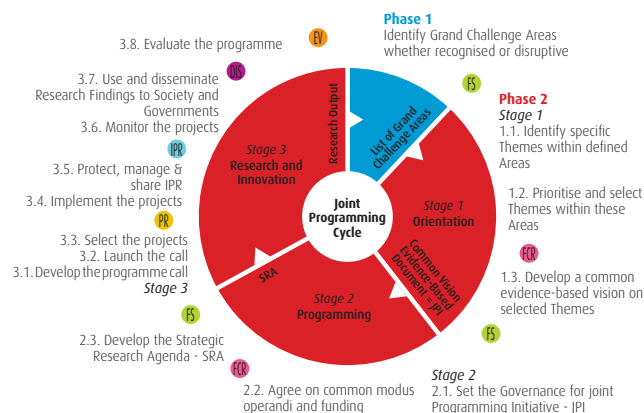 Phase 1
Identify Grand Challenge Areas
whether recognised or disruptive
FS
Phase 2
Stage 1
1.1. Identify specific
Themes within defined
Areas
1.2. Prioritise and select
Themes within these
Areas
FCR
1.3. Develop a common
evidence-based vision on
selected Themes
FS
Stage 2
2.1. Set the Governance for joint
Programming Initiative - JPI
2.2. Agree on common modus
operandi and funding
FCR
2.3. Develop the Strategic
Research Agenda - SRA
FS
Stage 3
3.1. Develop the programme call
3.2. Launch the call
3.3. Select the projects
PR
3.4. Implement the projects
3.5. Protect, manage &
share IPR
IPR
3.6. Monitor the projects
3.7. Use and disseminate
Research Findings to Society and
Governments
DIS
3.8. Evaluate the programme
EV
Joint
Programming
Cycle
List of Grand
Challenge Areas
Stage 1
Orientation
Common Vision
Evidence-Based
Document = JPI
Stage 2
Programming
SRA
Stage 3
Research and
Innovation
Research Output